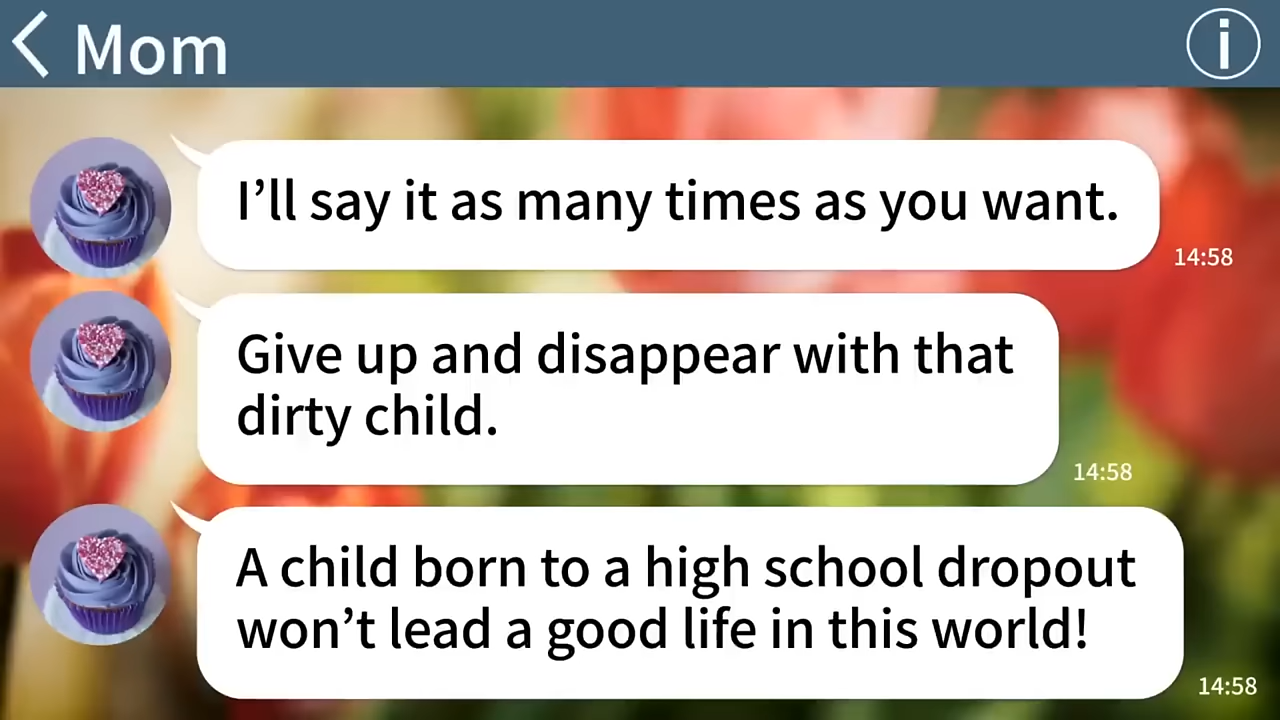 Mom
I’ll say it as many times as you want.
14:58
Give up and disappear with that
dirty child.
14:58
A child born to a high school dropout
won’t lead a good life in this world!
14:58